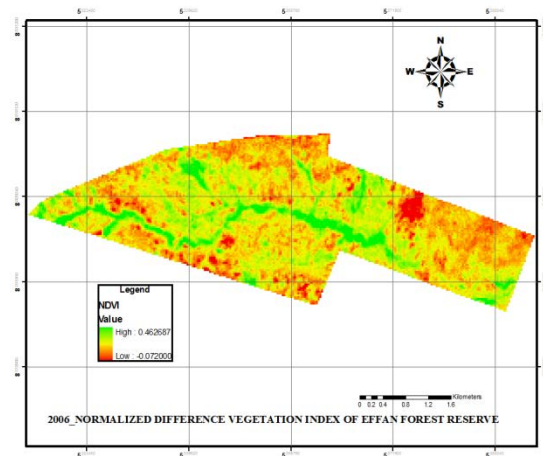 N
W E
S
Legend
NDVI
Value
High : 0.462687
Low : -0.072000
Kilometers
0 0.2 0.4 0.8 1.2 1.6
2006_NORMALIZED DIFFERENCE VEGETATION INDEX OF EFFAN FOREST RESERVE